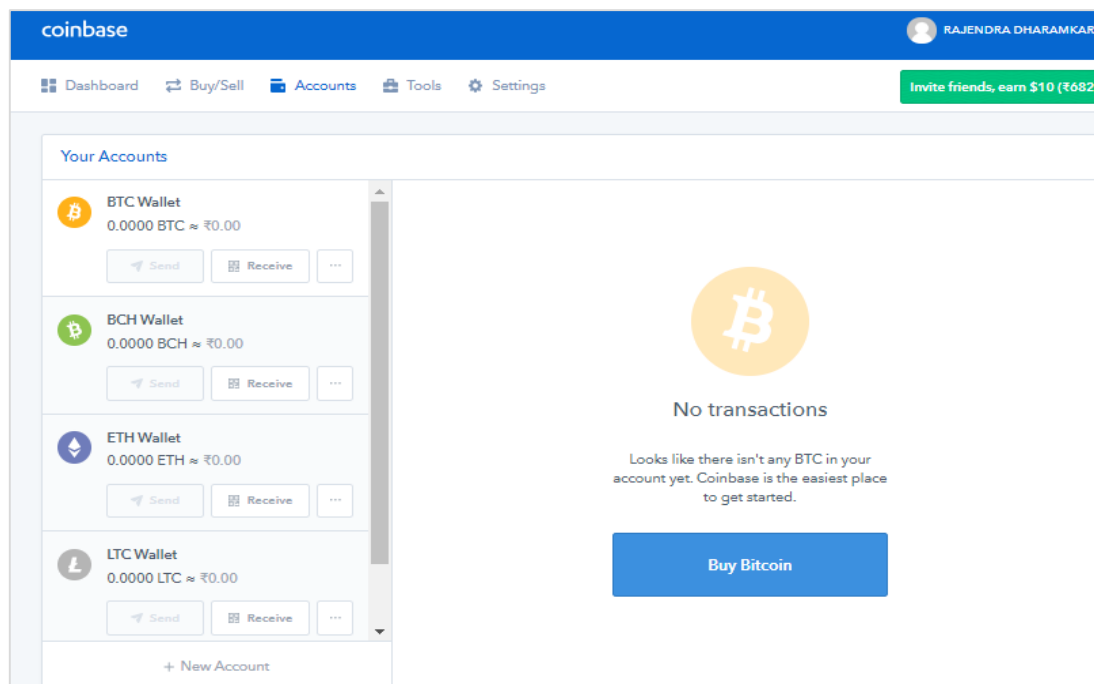 coinbase
RAJENDRA DHARAMKAR
Dashboard Buy/Sell Accounts Tools Settings
Invite friends, earn $10 (₹682
Your Accounts
BTC Wallet
0.0000 BTC ≈ ₹0.00
Send Receive ...
BCH Wallet
0.0000 BCH ≈ ₹0.00
Send Receive ...
ETH Wallet
0.0000 ETH ≈ ₹0.00
Send Receive ...
LTC Wallet
0.0000 LTC ≈ ₹0.00
Send Receive ...
+ New Account
No transactions
Looks like there isn't any BTC in your
account yet. Coinbase is the easiest place
to get started.
Buy Bitcoin